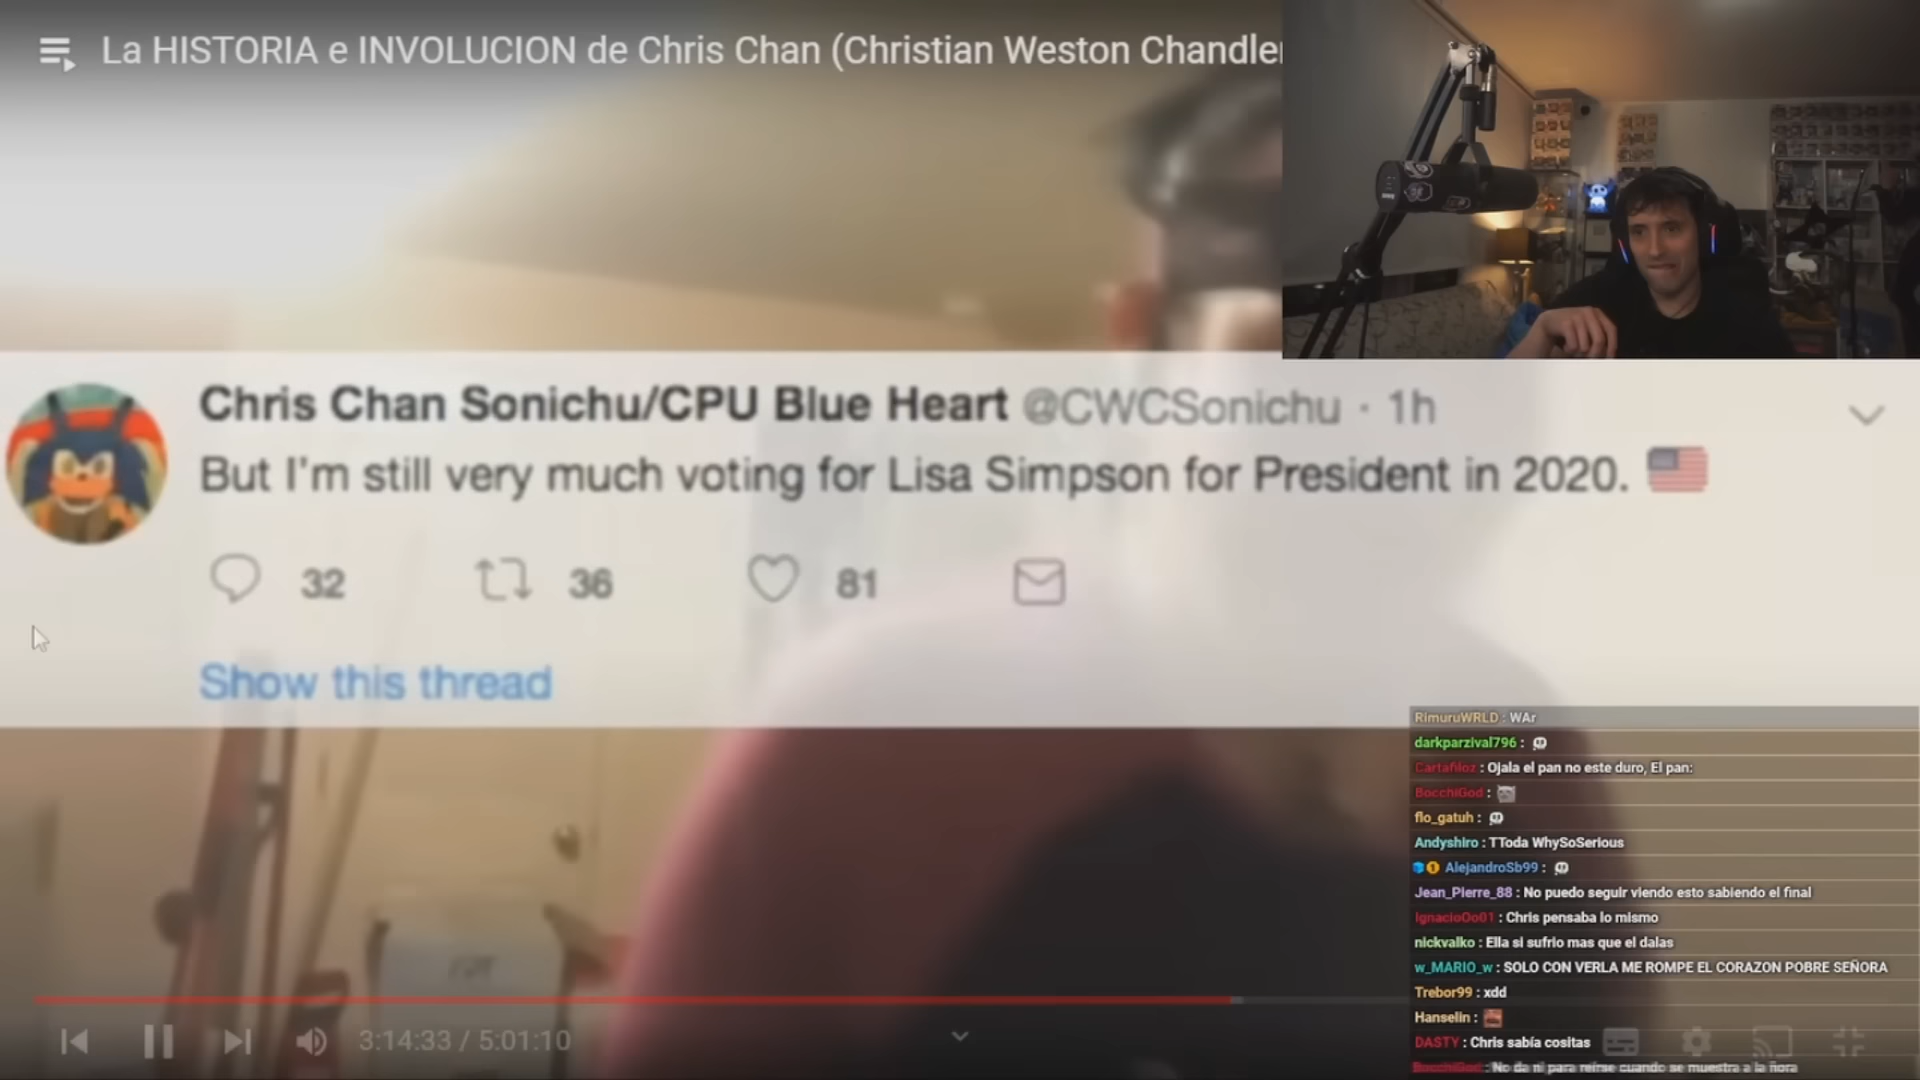 La HISTORIA e INVOLUCION de Chris Chan (Christian Weston Chandler
Chris Chan Sonichu/CPU Blue Heart @CWCSonichu · 1h
But I'm still very much voting for Lisa Simpson for President in 2020.
32 36 81
Show this thread
RimuruWRLD : WAr
darkparzival796 :
Cartafiloz : Ojala el pan no este duro, El pan:
BocchiGod :
flo_gatuh :
Andyshiro : TToda WhySoSerious
AlejandroSb99 :
Jean_Pierre_88 : No puedo seguir viendo esto sabiendo el final
IgnacioOo01 : Chris pensaba lo mismo
nickvalko : Ella si sufrio mas que el dalas
w_MARIO_w : SOLO CON VERLA ME ROMPE EL CORAZON POBRE SEÑORA
Trebor99 : xdd
Hanselin :
DASTY : Chris sabía cositas
BocchiGod : No da ni para reirse cuando se muestra a la ñora
3:14:33 / 5:01:10